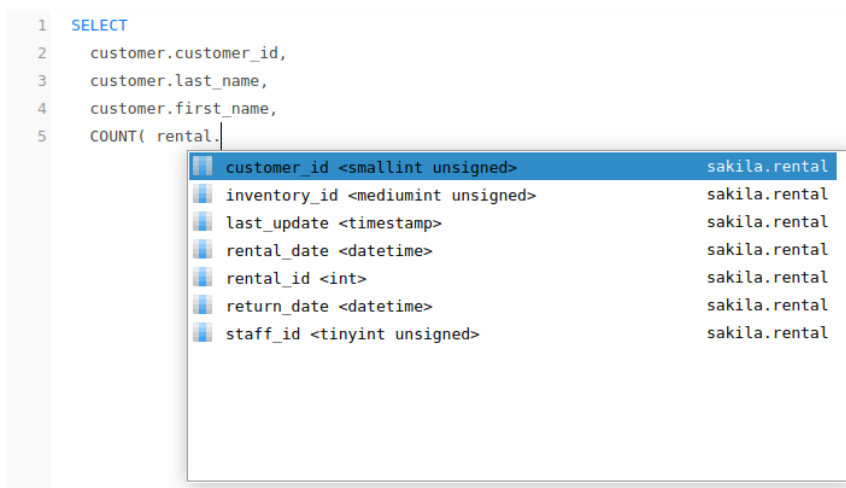 1 SELECT
2 customer.customer_id,
3 customer.last_name,
4 customer.first_name,
5 COUNT( rental.
customer_id <smallint unsigned> sakila.rental
inventory_id <mediumint unsigned> sakila.rental
last_update <timestamp> sakila.rental
rental_date <datetime> sakila.rental
rental_id <int> sakila.rental
return_date <datetime> sakila.rental
staff_id <tinyint unsigned> sakila.rental